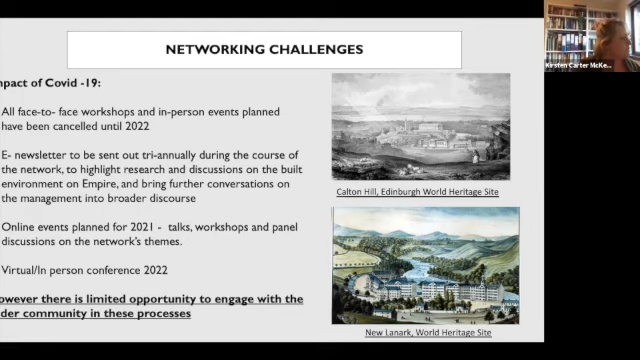 NETWORKING CHALLENGES
Kirsten Carter McKe...
mpact of Covid -19:
All face-to- face workshops and in-person events planned
have been cancelled until 2022
E- newsletter to be sent out tri-annually during the course of
the network, to highlight research and discussions on the built
environment on Empire, and bring further conversations on
the management into broader discourse
Online events planned for 2021 - talks, workshops and panel
discussions on the network's themes.
Virtual/In person conference 2022
owever there is limited opportunity to engage with the
der community in these processes
Calton Hill, Edinburgh World Heritage Site
New Lanark, World Heritage Site